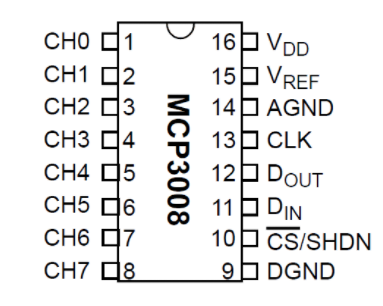 CH0 1 16 VDD
CH1 2 15 VREF
CH2 3 14 AGND
CH3 4 13 CLK
CH4 5 12 DOUT
CH5 6 11 DIN
CH6 7 10 C̅S̅/SHDN
CH7 8 9 DGND
MCP3008